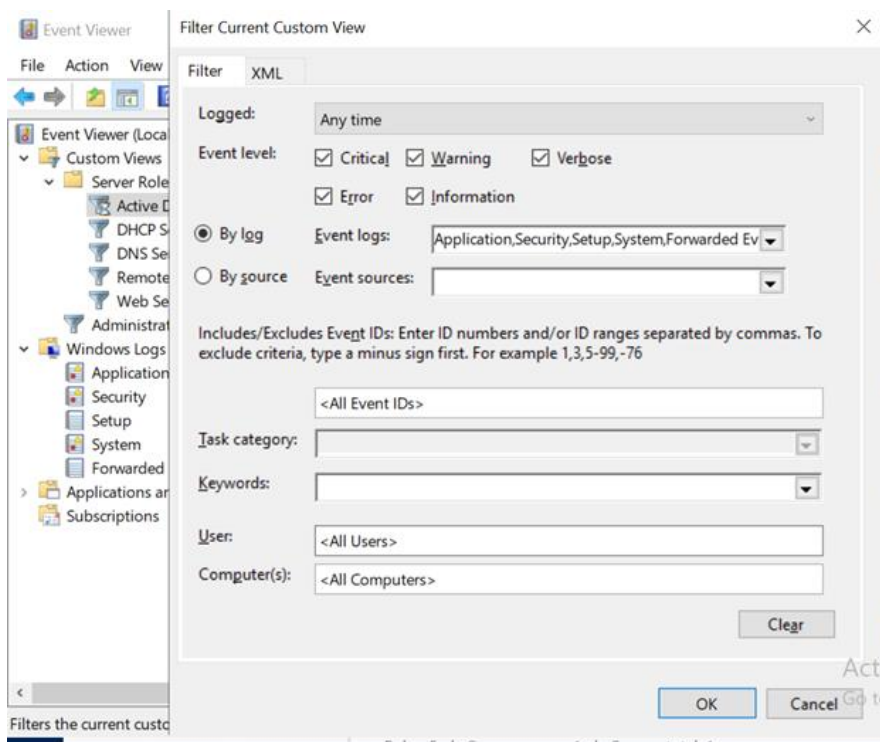 Event Viewer
File Action View
Event Viewer (Loca
Custom Views
Server Role
Active D
DHCP S
DNS Se
Remote
Web Se
Administrat
Windows Logs
Application
Security
Setup
System
Forwarded
Applications ar
Subscriptions
Filters the current custo
Filter Current Custom View
Filter XML
Logged: Any time
Event level: Critical Warning Verbose
Error Information
By log Event logs: Application,Security,Setup,System,Forwarded Ev
By source Event sources:
Includes/Excludes Event IDs: Enter ID numbers and/or ID ranges separated by commas. To
exclude criteria, type a minus sign first. For example 1,3,5-99,-76
<All Event IDs>
Task category:
Keywords:
User: <All Users>
Computer(s): <All Computers>
Clear
OK Cancel
Act
Go t